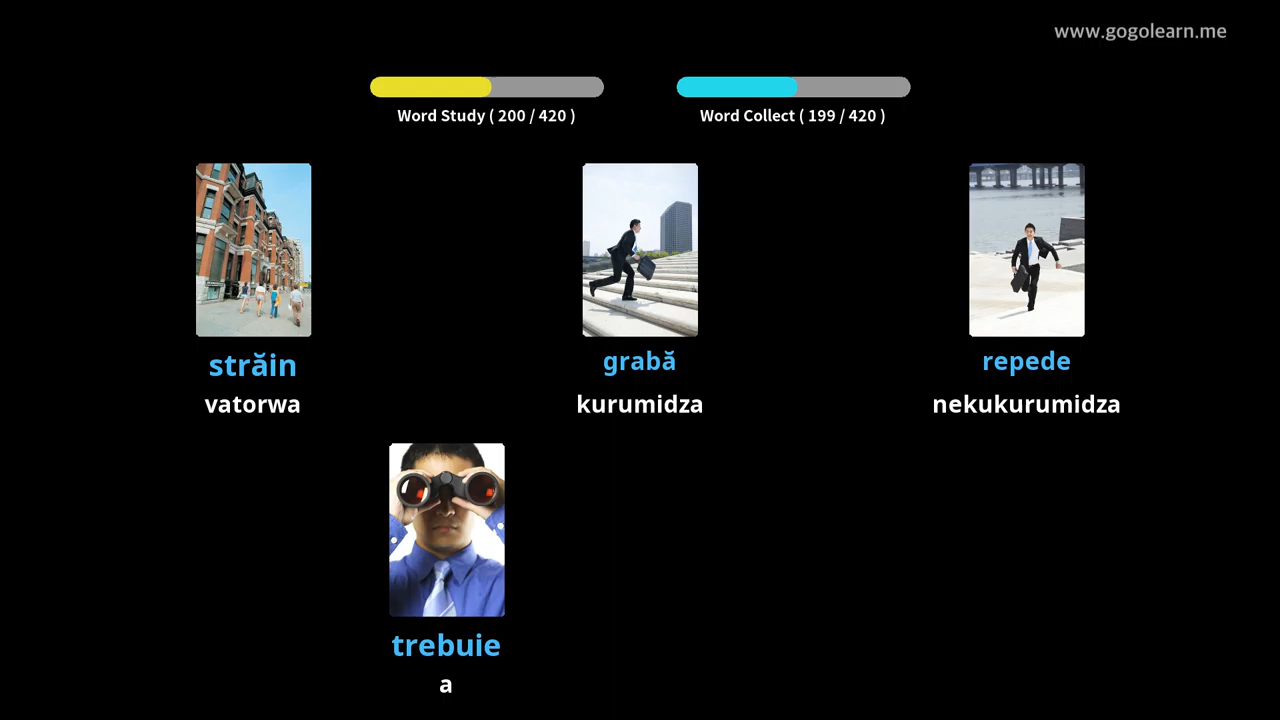 www.gogolearn.me
Word Study ( 200 / 420 )
Word Collect ( 199 / 420 )
străin
grabă
repede
vatorwa
kurumidza
nekukurumidza
trebuie
a